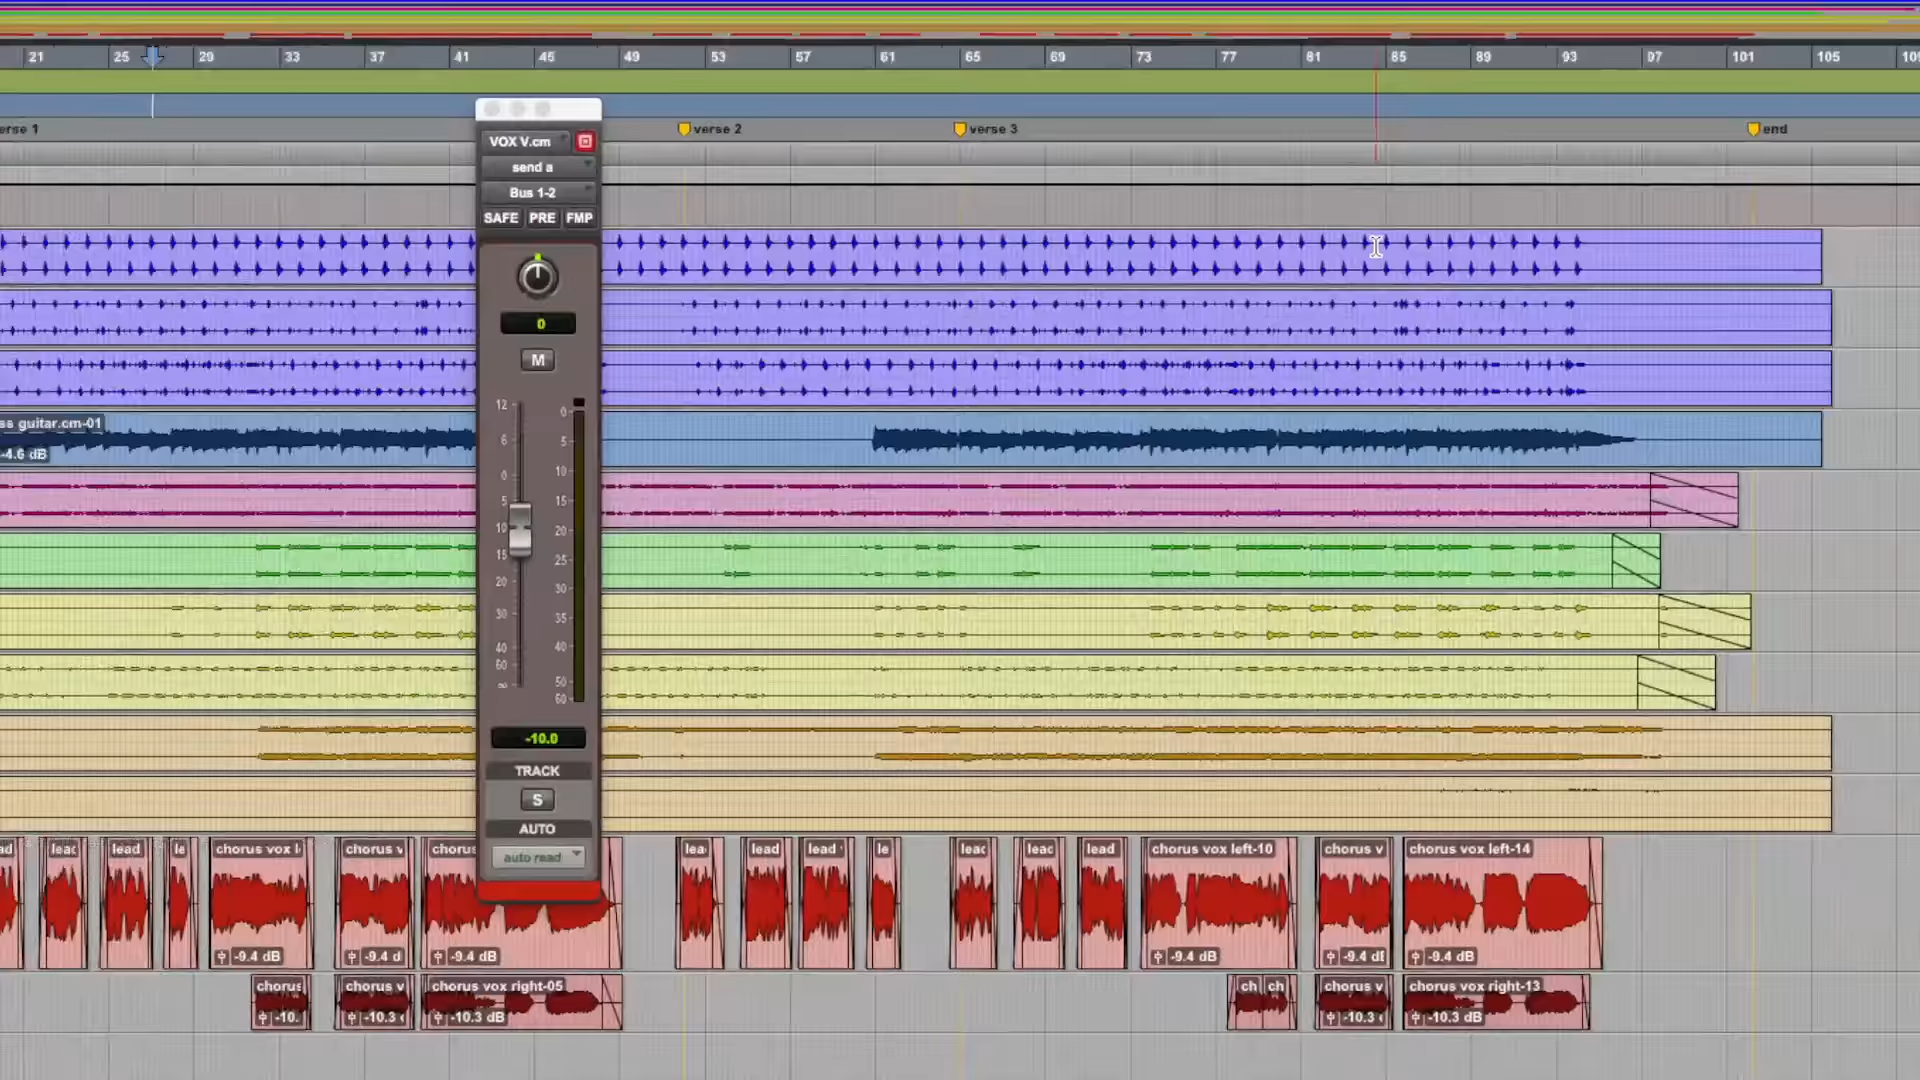 21 25 29 33 37 41 45 49 53 57 61 65 69 73 77 81 85 89 93 97 101 105 109
erse 1 verse 2 verse 3 end
VOX V.cm
send a
Bus 1-2
SAFE PRE FMP
0
M
12 0
6 5
0 10
5 15
10 20
15 25
20 30
30 35
40 40
60 50
∞ 60
-10.0
TRACK
S
AUTO
auto read
ss guitar.cm-01
-4.6 dB
ad leac lead le chorus vox l chorus v chorus lea lead lead le leac leac lead chorus vox left-10 chorus v chorus vox left-14
-9.4 dB -9.4 d -9.4 dB -9.4 dB -9.4 dB -9.4 dB
chorus chorus v chorus vox right-05 ch ch chorus v chorus vox right-13
-10. -10.3 -10.3 dB -10.3 -10.3 dB